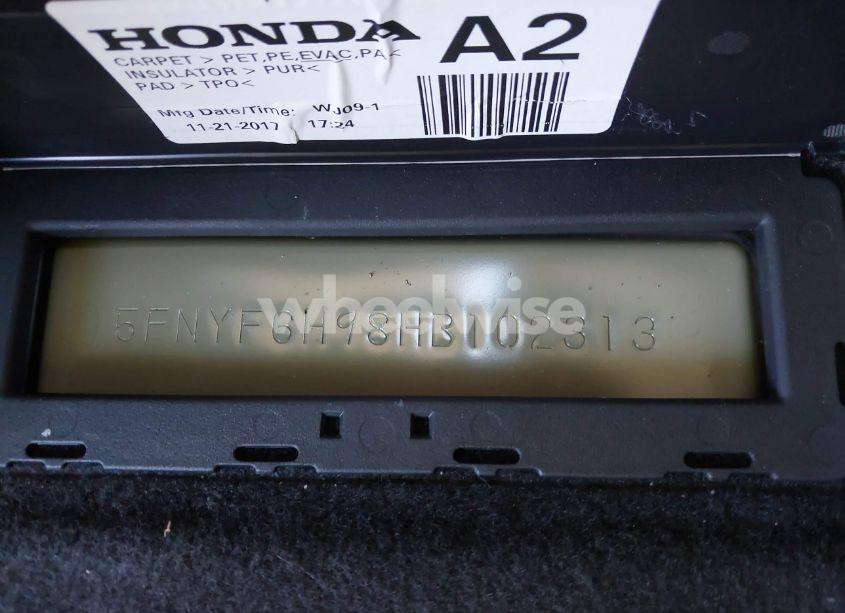 HONDA A2
CARPET > PET,PE,EVAC,PA<
INSULATOR > PUR<
PAD > TPO<
Mfg Date/Time: WJ09-1
11-21-2017 17:24
5FNYF6H98HB102313
wheelwise